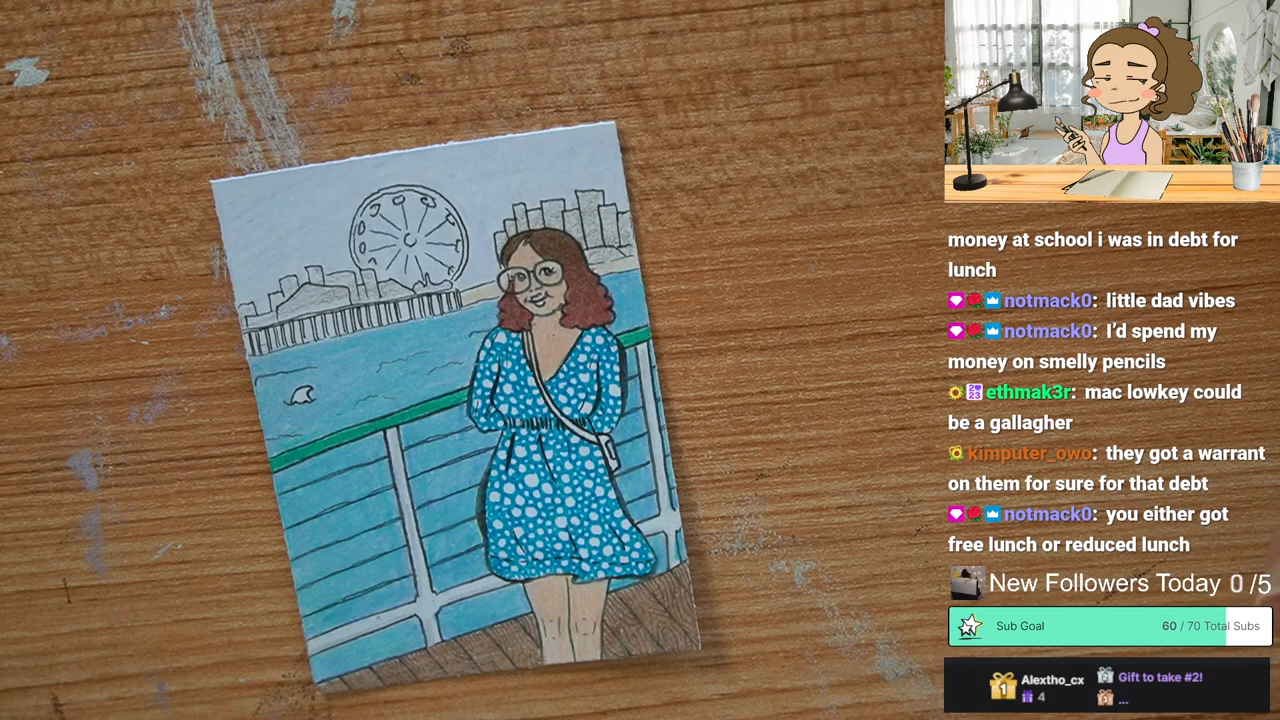 money at school i was in debt for
lunch
notmack0: little dad vibes
notmack0: I'd spend my
money on smelly pencils
ethmak3r: mac lowkey could
be a gallagher
kimputer_owo: they got a warrant
on them for sure for that debt
notmack0: you either got
free lunch or reduced lunch
New Followers Today 0 /5
Sub Goal 60 / 70 Total Subs
1 Alextho_cx Gift to take #2!
4 ...